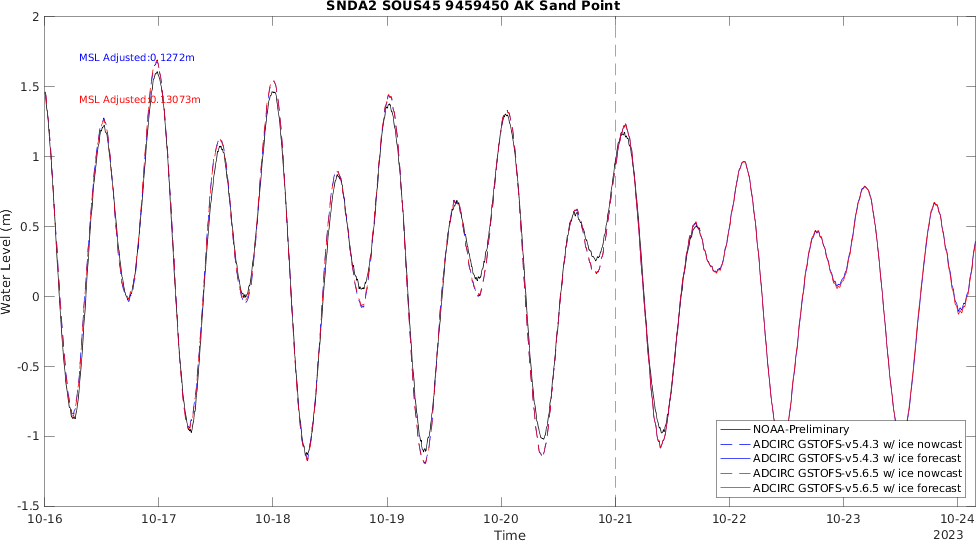 SNDA2 SOUS45 9459450 AK Sand Point
MSL Adjusted:0.1272m
MSL Adjusted:0.13073m
Water Level (m)
2
1.5
1
0.5
0
-0.5
-1
-1.5
NOAA-Preliminary
ADCIRC GSTOFS-v5.4.3 w/ ice nowcast
ADCIRC GSTOFS-v5.4.3 w/ ice forecast
ADCIRC GSTOFS-v5.6.5 w/ ice nowcast
ADCIRC GSTOFS-v5.6.5 w/ ice forecast
10-16 10-17 10-18 10-19 10-20 10-21 10-22 10-23 10-24
Time
2023